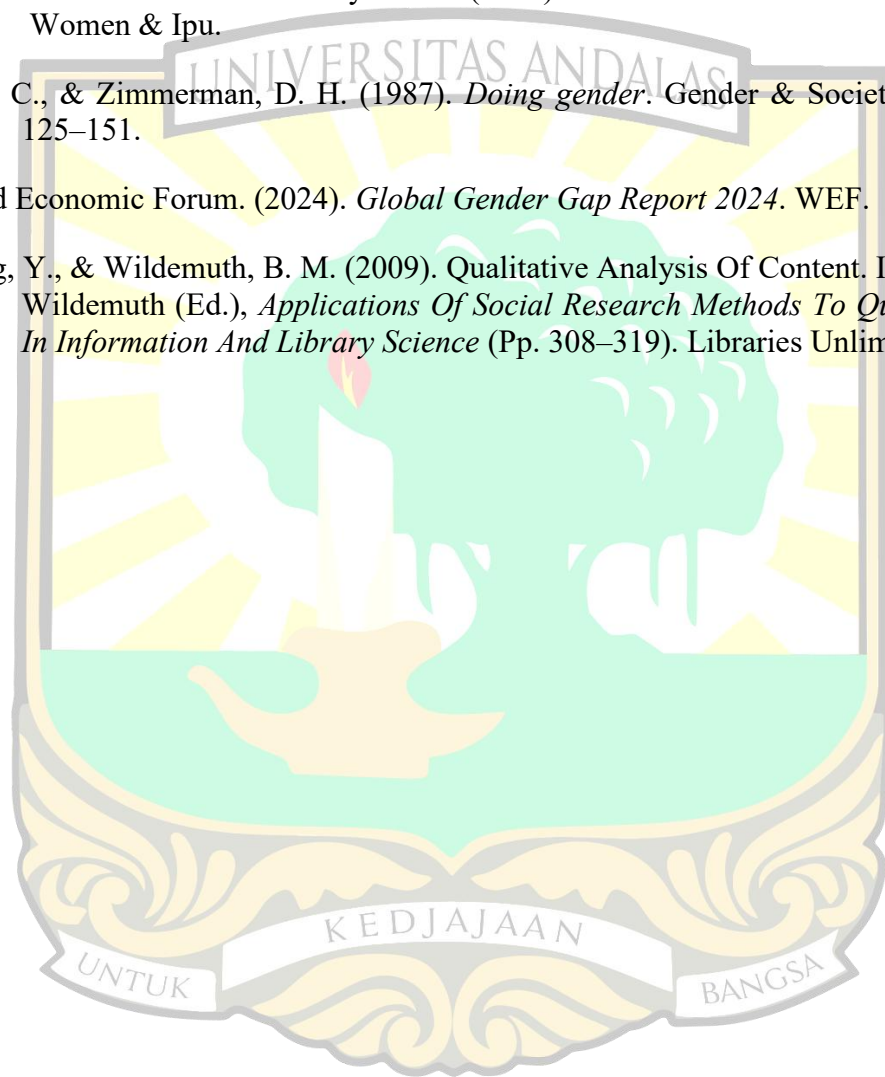 Women & Ipu.
UNIVERSITAS ANDALAS
C., & Zimmerman, D. H. (1987). Doing gender. Gender & Societ
125–151.
d Economic Forum. (2024). Global Gender Gap Report 2024. WEF.
g, Y., & Wildemuth, B. M. (2009). Qualitative Analysis Of Content. I
Wildemuth (Ed.), Applications Of Social Research Methods To Qu
In Information And Library Science (Pp. 308–319). Libraries Unlim
KEDJAJAAN
UNTUK
BANGSA